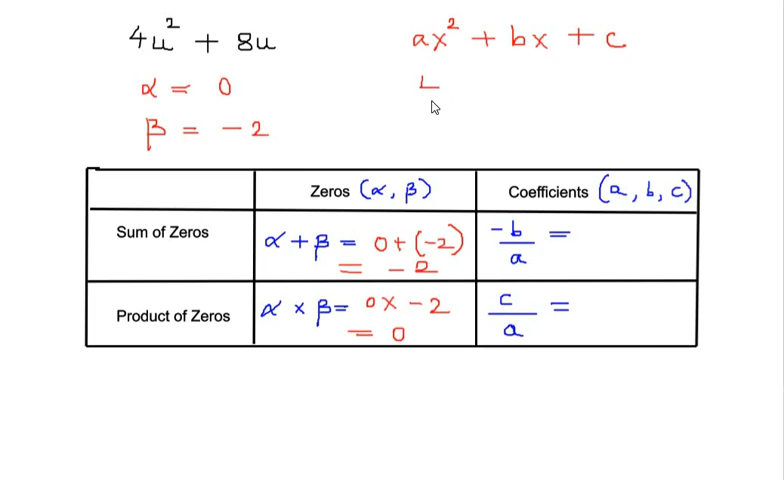 4u² + 8u
ax² + bx + c
α = 0
β = -2
Zeros (α, β)
Coefficients (a, b, c)
Sum of Zeros
α + β = 0 + (-2)
= -2
-b/a =
Product of Zeros
α × β = 0 x -2
= 0
c/a =